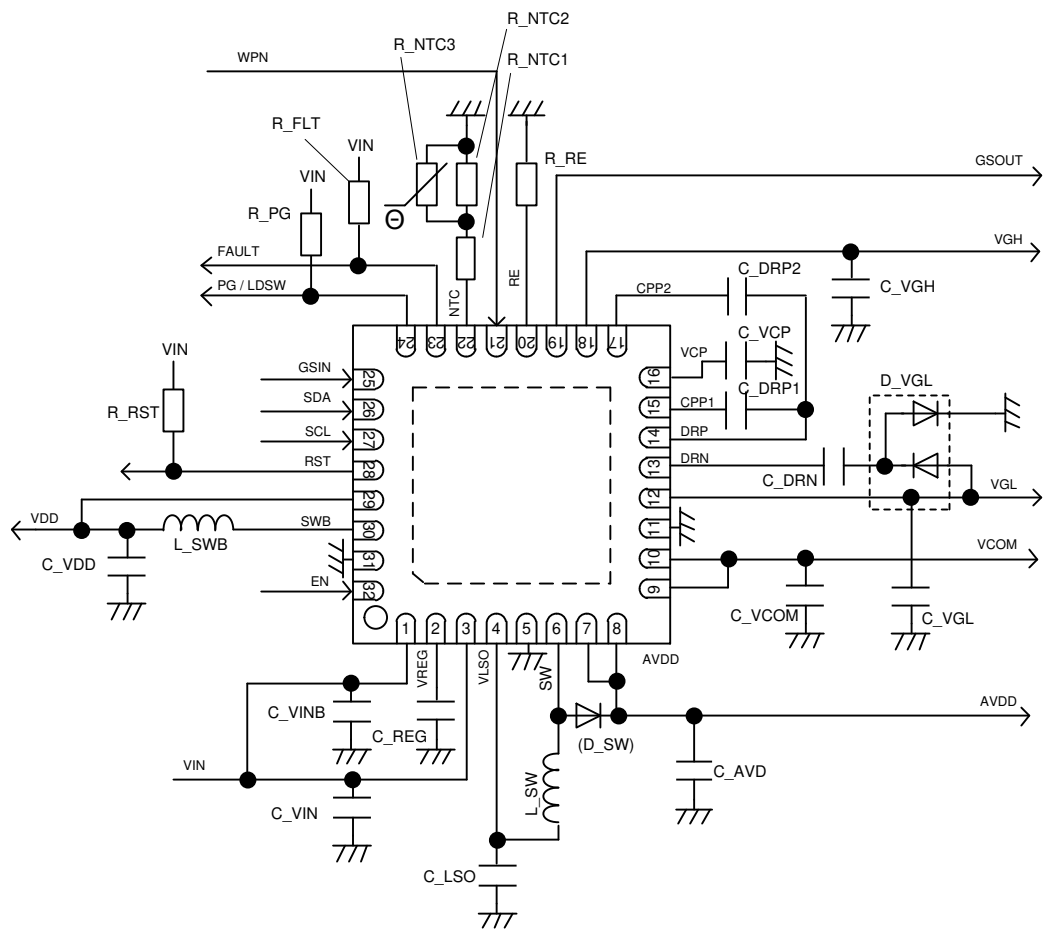 R_NTC2
R_NTC3
WPN
R_NTC1
R_FLT
VIN
R_RE
GSOUT
VIN
R_PG
Θ
FAULT
VGH
PG / LDSW
NTC
RE
CPP2
C_DRP2
C_VGH
24
23
22
21
20
19
18
17
VIN
C_VCP
GSIN
25
16
VCP
D_VGL
SDA
26
15
CPP1
C_DRP1
R_RST
SCL
27
14
DRP
RST
28
13
DRN
C_DRN
29
12
VGL
VDD
L_SWB
SWB
30
11
C_VDD
31
10
VCOM
EN
32
9
C_VCOM
C_VGL
1
2
3
4
5
6
7
8
VREG
VLSO
SW
AVDD
C_VINB
C_REG
AVDD
(D_SW)
VIN
L_SW
C_AVD
C_VIN
C_LSO